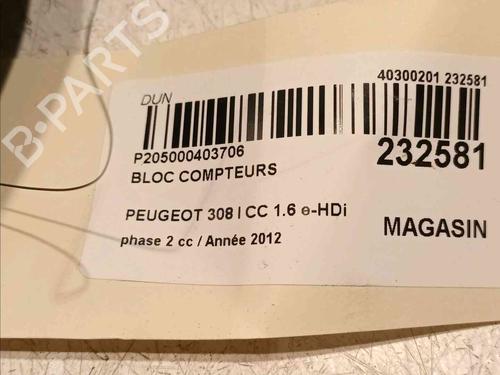 B-PARTS
DUN
40300201 232581
P205000403706
BLOC COMPTEURS
232581
PEUGEOT 308 I CC 1.6 e-HDi
MAGASIN
phase 2 cc / Année 2012